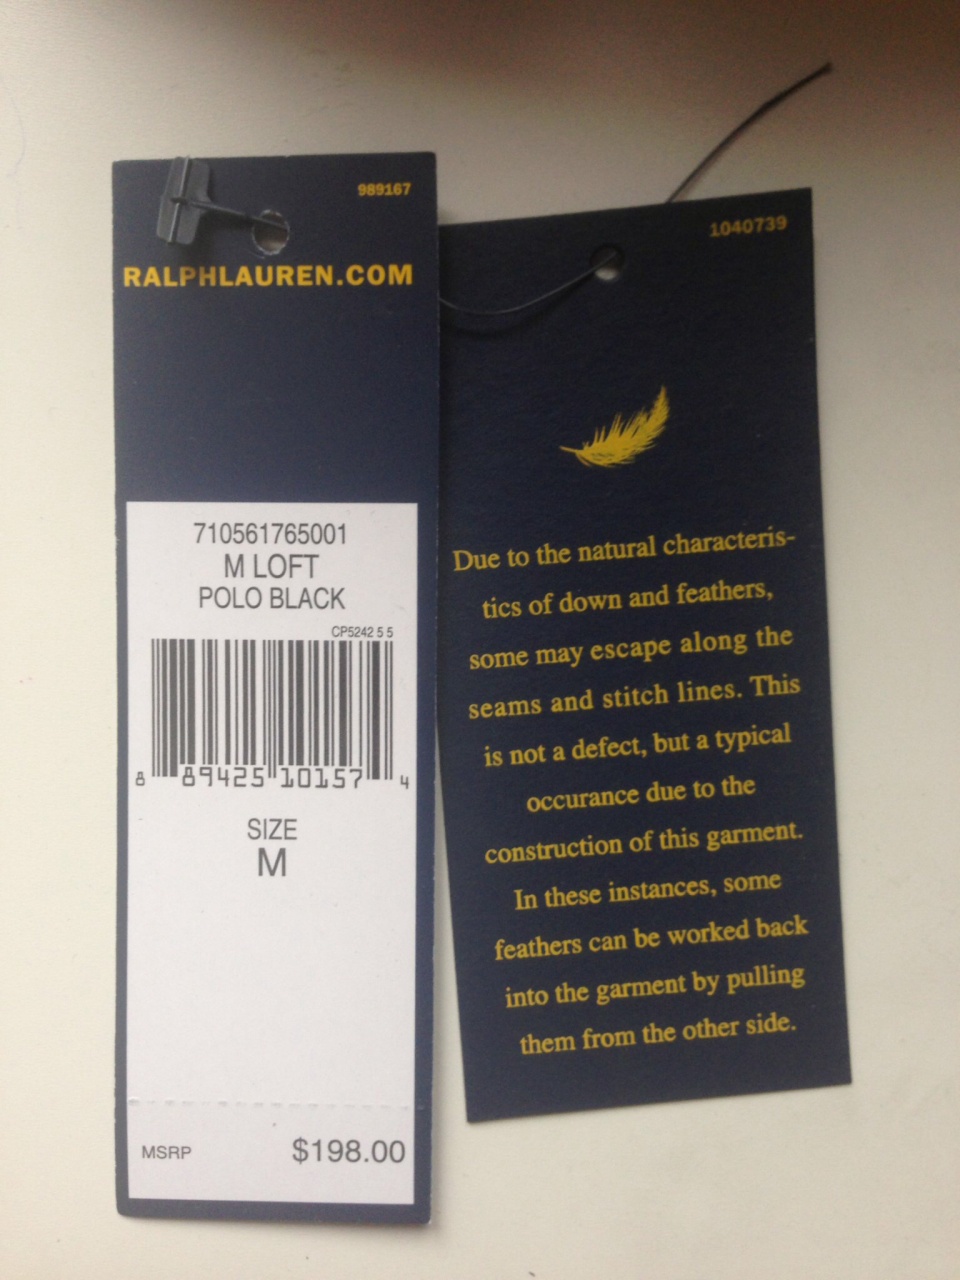 989167
RALPHLAUREN.COM
710561765001
M LOFT
POLO BLACK
CP5242 5 5
8 89425 10157 4
SIZE
M
MSRP $198.00
1040739
Due to the natural characteris-
tics of down and feathers,
some may escape along the
seams and stitch lines. This
is not a defect, but a typical
occurance due to the
construction of this garment.
In these instances, some
feathers can be worked back
into the garment by pulling
them from the other side.